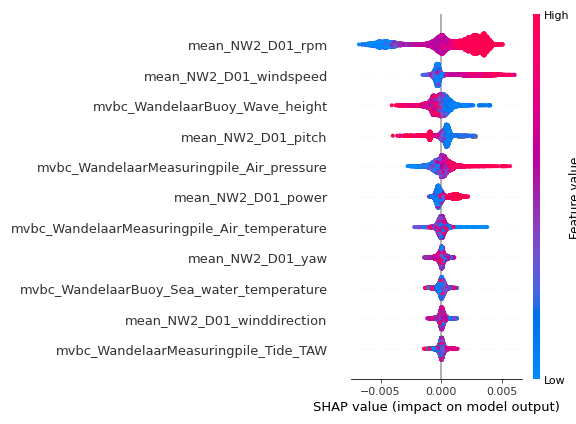 High
mean_NW2_D01_rpm
mean_NW2_D01_windspeed
mvbc_WandelaarBuoy_Wave_height
mean_NW2_D01_pitch
mvbc_WandelaarMeasuringpile_Air_pressure
mean_NW2_D01_power
mvbc_WandelaarMeasuringpile_Air_temperature
mean_NW2_D01_yaw
mvbc_WandelaarBuoy_Sea_water_temperature
mean_NW2_D01_winddirection
mvbc_WandelaarMeasuringpile_Tide_TAW
Feature value
Low
−0.005 0.000 0.005
SHAP value (impact on model output)